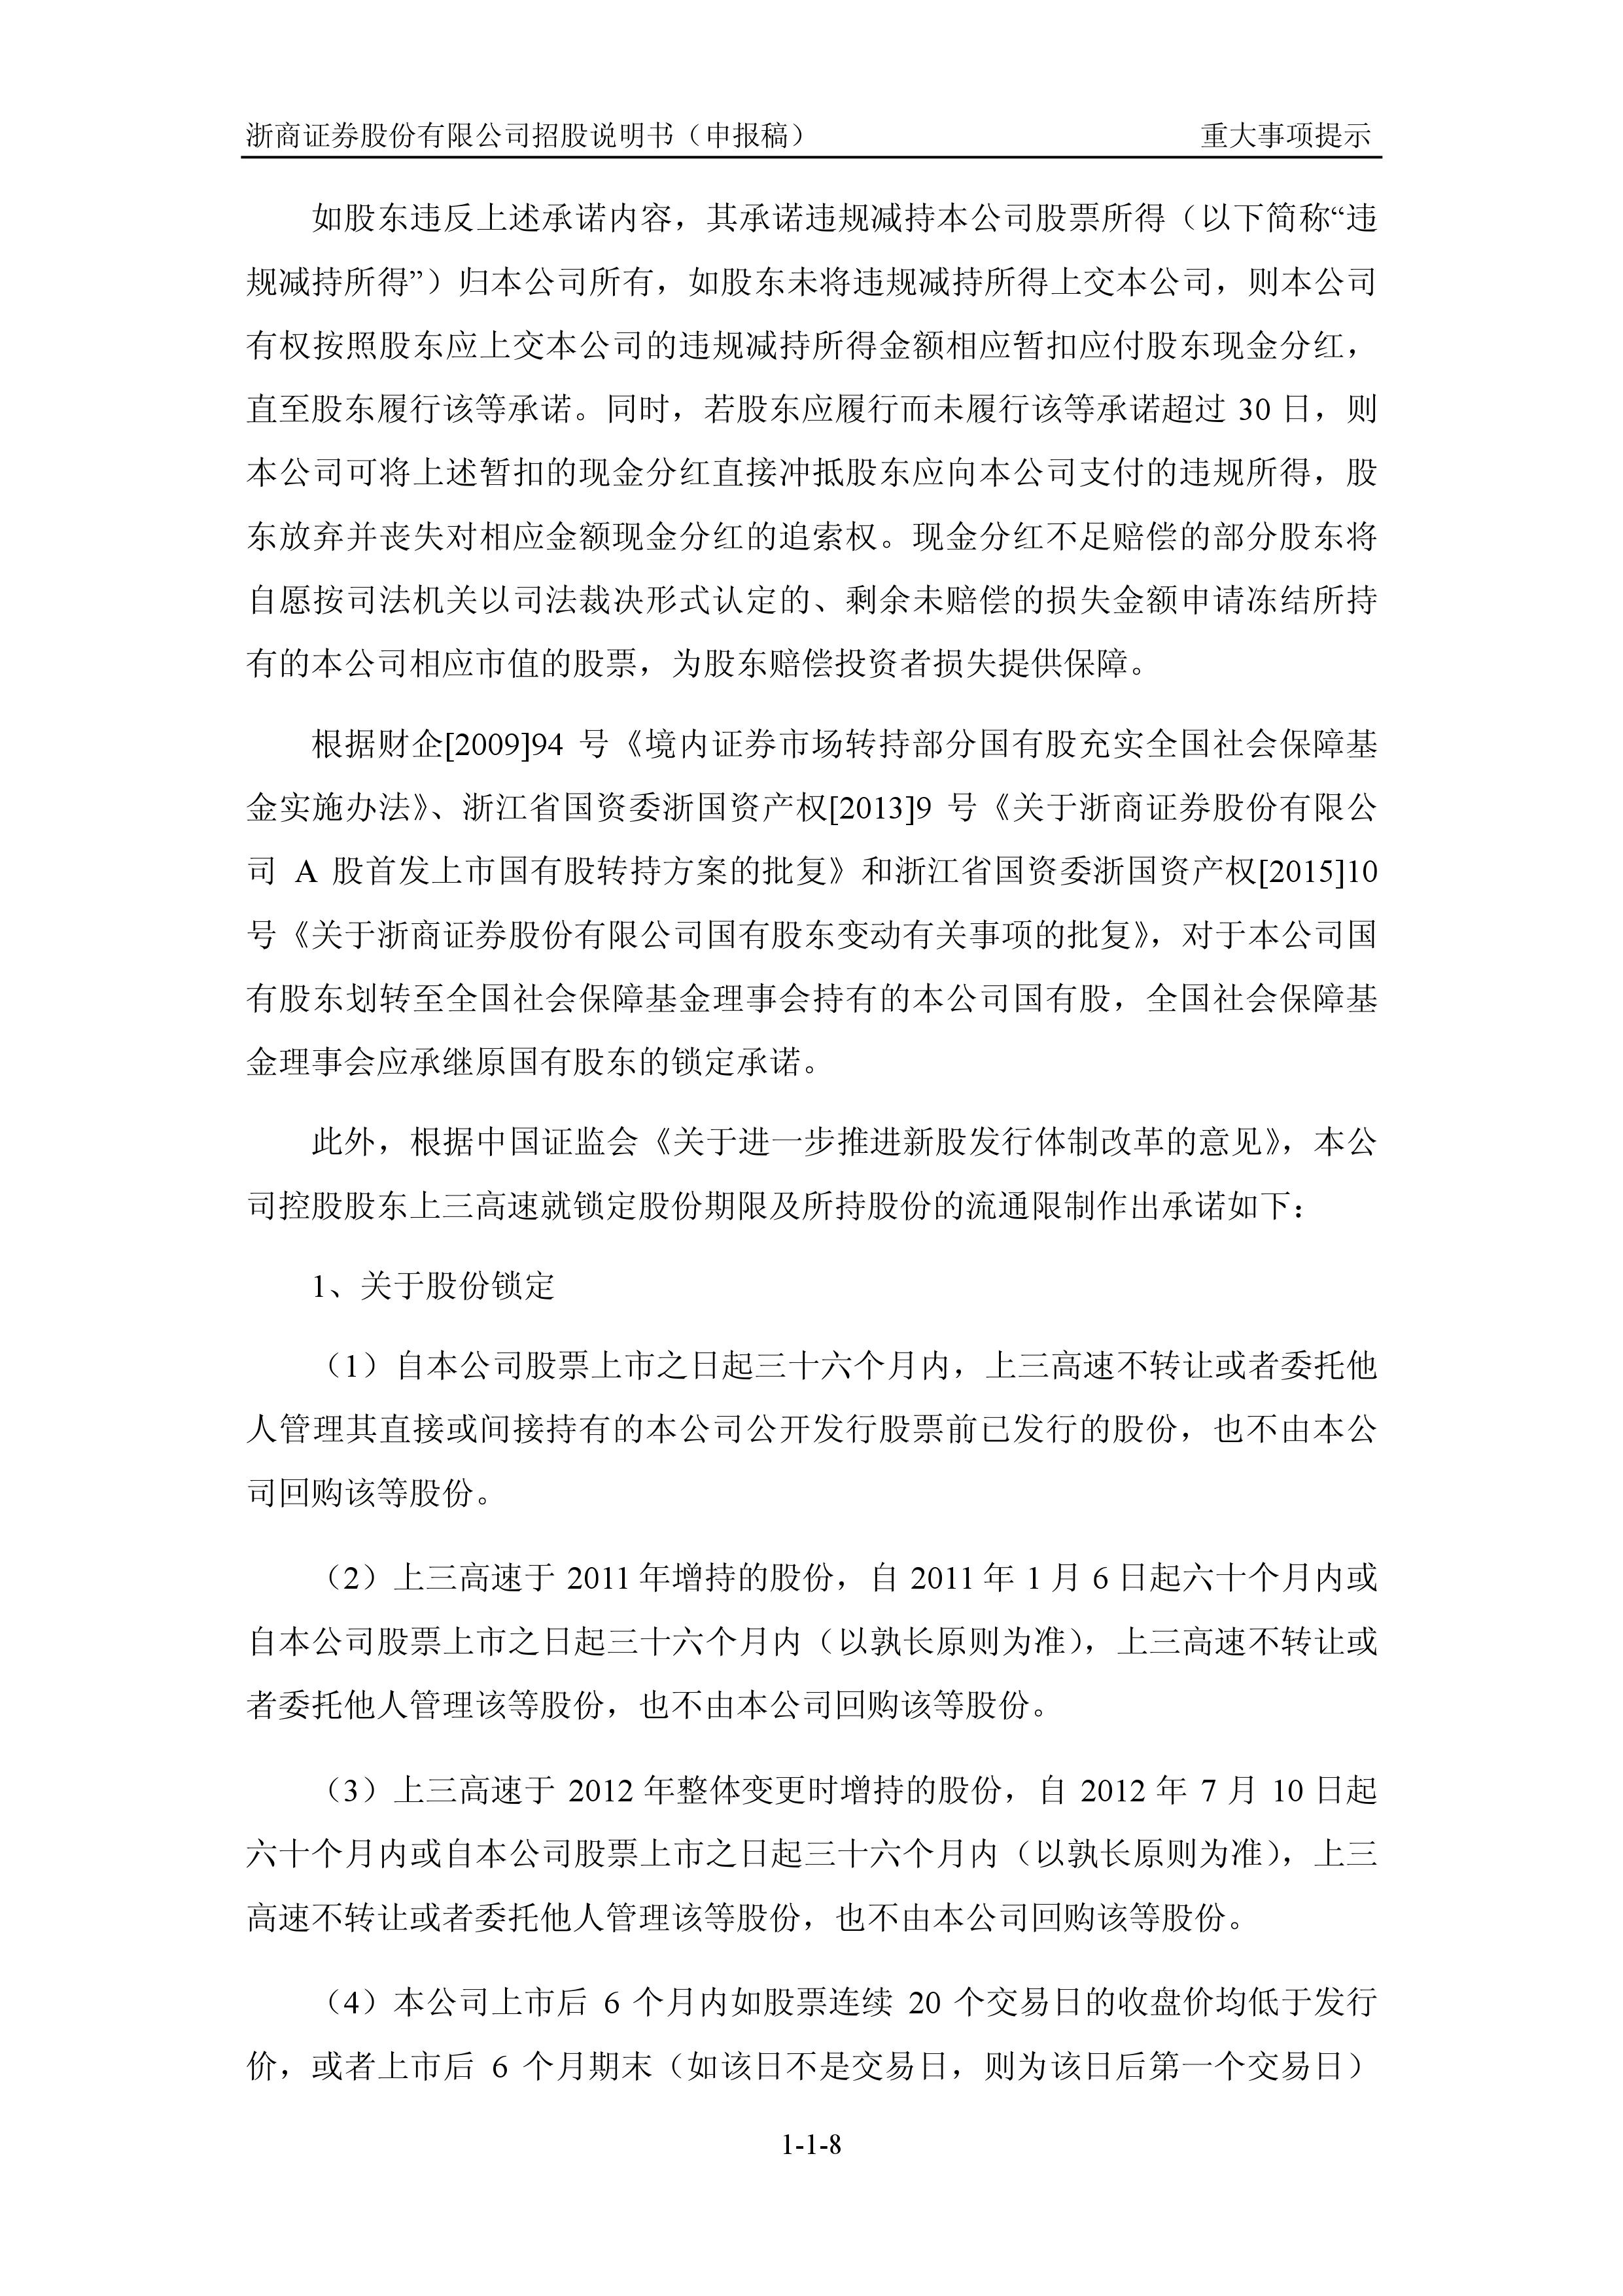 浙商证券股份有限公司招股说明书（申报稿） 重大事项提示
如股东违反上述承诺内容，其承诺违规减持本公司股票所得（以下简称“违
规减持所得”）归本公司所有，如股东未将违规减持所得上交本公司，则本公司
有权按照股东应上交本公司的违规减持所得金额相应暂扣应付股东现金分红，
直至股东履行该等承诺。同时，若股东应履行而未履行该等承诺超过 30 日，则
本公司可将上述暂扣的现金分红直接冲抵股东应向本公司支付的违规所得，股
东放弃并丧失对相应金额现金分红的追索权。现金分红不足赔偿的部分股东将
自愿按司法机关以司法裁决形式认定的、剩余未赔偿的损失金额申请冻结所持
有的本公司相应市值的股票，为股东赔偿投资者损失提供保障。
根据财企[2009]94 号《境内证券市场转持部分国有股充实全国社会保障基
金实施办法》、浙江省国资委浙国资产权[2013]9 号《关于浙商证券股份有限公
司 A 股首发上市国有股转持方案的批复》和浙江省国资委浙国资产权[2015]10
号《关于浙商证券股份有限公司国有股东变动有关事项的批复》，对于本公司国
有股东划转至全国社会保障基金理事会持有的本公司国有股，全国社会保障基
金理事会应承继原国有股东的锁定承诺。
此外，根据中国证监会《关于进一步推进新股发行体制改革的意见》，本公
司控股股东上三高速就锁定股份期限及所持股份的流通限制作出承诺如下：
1、关于股份锁定
（1）自本公司股票上市之日起三十六个月内，上三高速不转让或者委托他
人管理其直接或间接持有的本公司公开发行股票前已发行的股份，也不由本公
司回购该等股份。
（2）上三高速于 2011 年增持的股份，自 2011 年 1 月 6 日起六十个月内或
自本公司股票上市之日起三十六个月内（以孰长原则为准），上三高速不转让或
者委托他人管理该等股份，也不由本公司回购该等股份。
（3）上三高速于 2012 年整体变更时增持的股份，自 2012 年 7 月 10 日起
六十个月内或自本公司股票上市之日起三十六个月内（以孰长原则为准），上三
高速不转让或者委托他人管理该等股份，也不由本公司回购该等股份。
（4）本公司上市后 6 个月内如股票连续 20 个交易日的收盘价均低于发行
价，或者上市后 6 个月期末（如该日不是交易日，则为该日后第一个交易日）
1-1-8